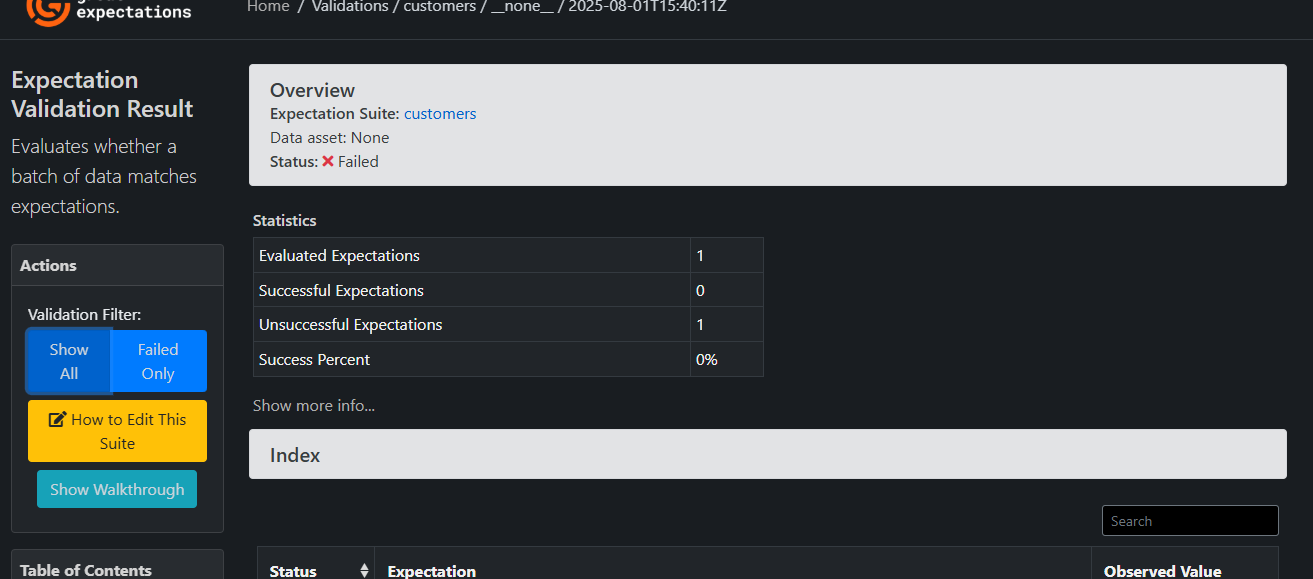 expectations
Home / Validations / customers / __none__ / 2025-08-01T15:40:11Z
Expectation
Validation Result
Evaluates whether a
batch of data matches
expectations.
Actions
Validation Filter:
Show
All
Failed
Only
How to Edit This
Suite
Show Walkthrough
Table of Contents
Overview
Expectation Suite: customers
Data asset: None
Status: ❌ Failed
Statistics
Evaluated Expectations 1
Successful Expectations 0
Unsuccessful Expectations 1
Success Percent 0%
Show more info...
Index
Search
Status Expectation Observed Value